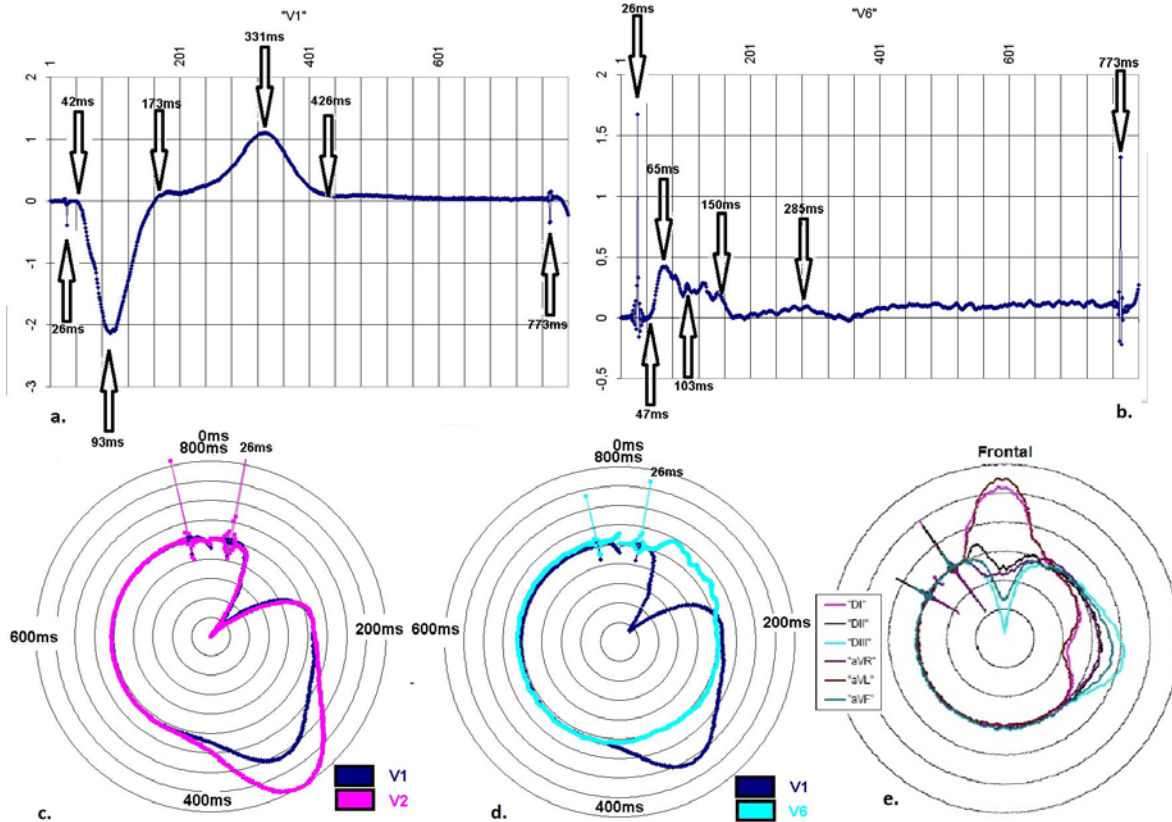 "V1"
1
201
401
601
2
1
0
-1
-2
-3
42ms
173ms
331ms
426ms
26ms
93ms
773ms
a.
"V6"
1
201
401
601
2
1,5
1
0,5
0
-0,5
26ms
65ms
150ms
285ms
773ms
47ms
103ms
b.
0ms
800ms
26ms
200ms
400ms
600ms
V1
V2
c.
0ms
800ms
26ms
200ms
400ms
600ms
V1
V6
d.
Frontal
"DI"
"DII"
"DIII"
"aVR"
"aVL"
"aVF"
e.